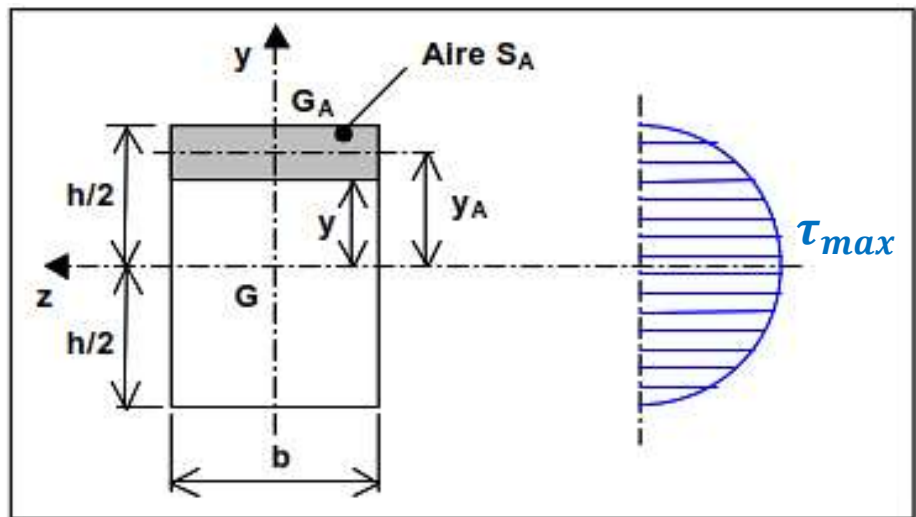 y
Aire S_A
G_A
h/2
y
y_A
τ_max
z
G
h/2
b